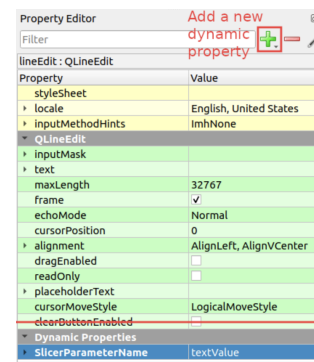 Property Editor
Add a new
dynamic
property
Filter
lineEdit : QLineEdit
Property Value
styleSheet
locale English, United States
inputMethodHints ImhNone
QLineEdit
inputMask
text
maxLength 32767
frame
echoMode Normal
cursorPosition 0
alignment AlignLeft, AlignVCenter
dragEnabled
readOnly
placeholderText
cursorMoveStyle LogicalMoveStyle
clearButtonEnabled
Dynamic Properties
SlicerParameterName textValue